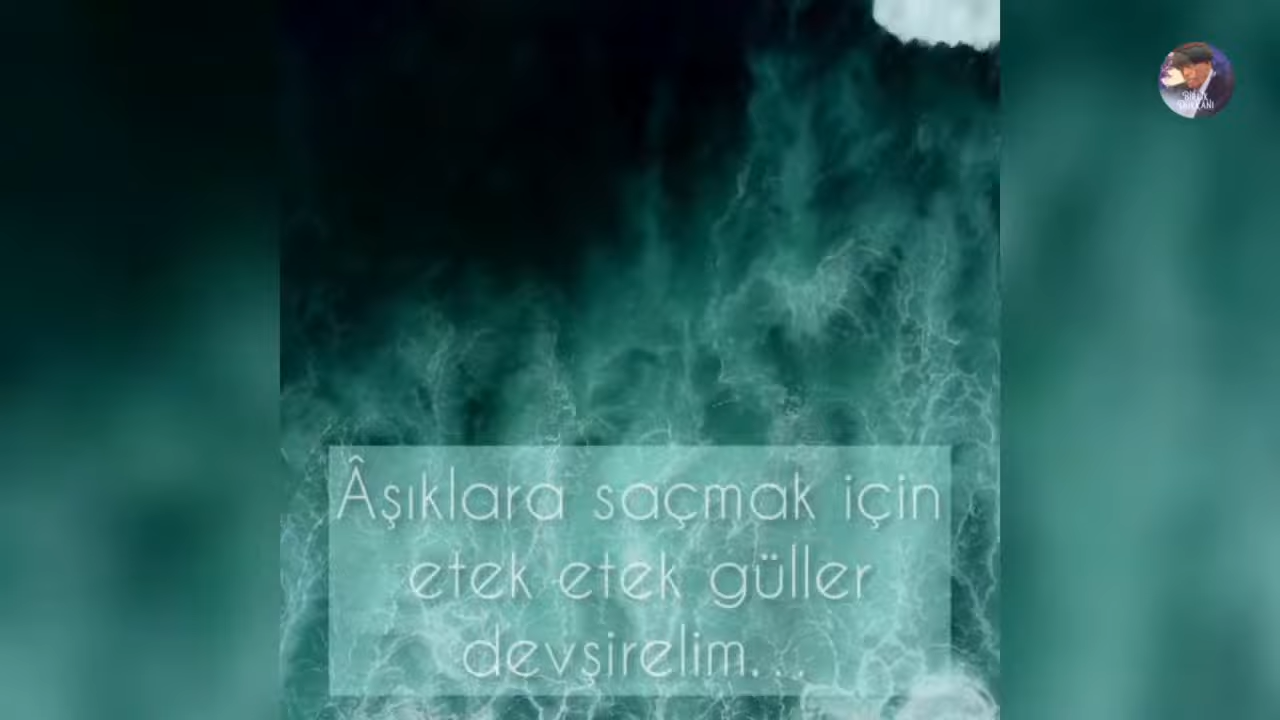 Âşıklara saçmak için
etek etek güller
devşirelim...